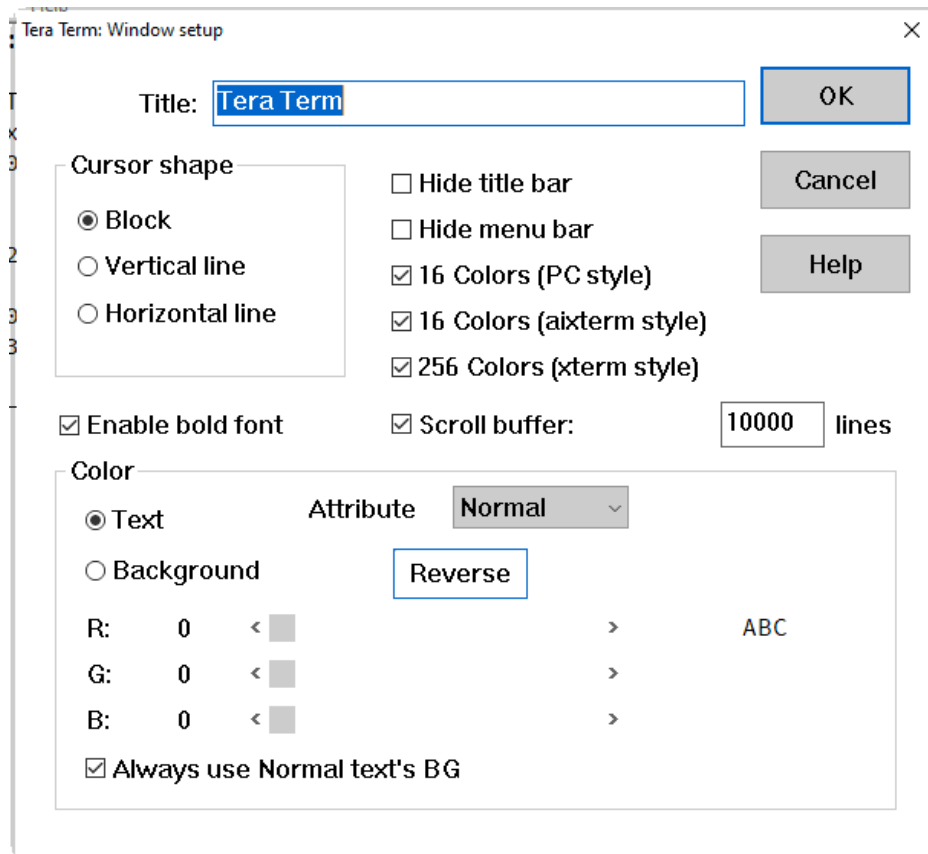 Tera Term: Window setup
Title: Tera Term
OK
Cursor shape
Block
Vertical line
Horizontal line
Hide title bar
Hide menu bar
16 Colors (PC style)
16 Colors (aixterm style)
256 Colors (xterm style)
Cancel
Help
Enable bold font
Scroll buffer: 10000 lines
Color
Text
Attribute Normal
Background
Reverse
R: 0 < > ABC
G: 0 < >
B: 0 < >
Always use Normal text's BG